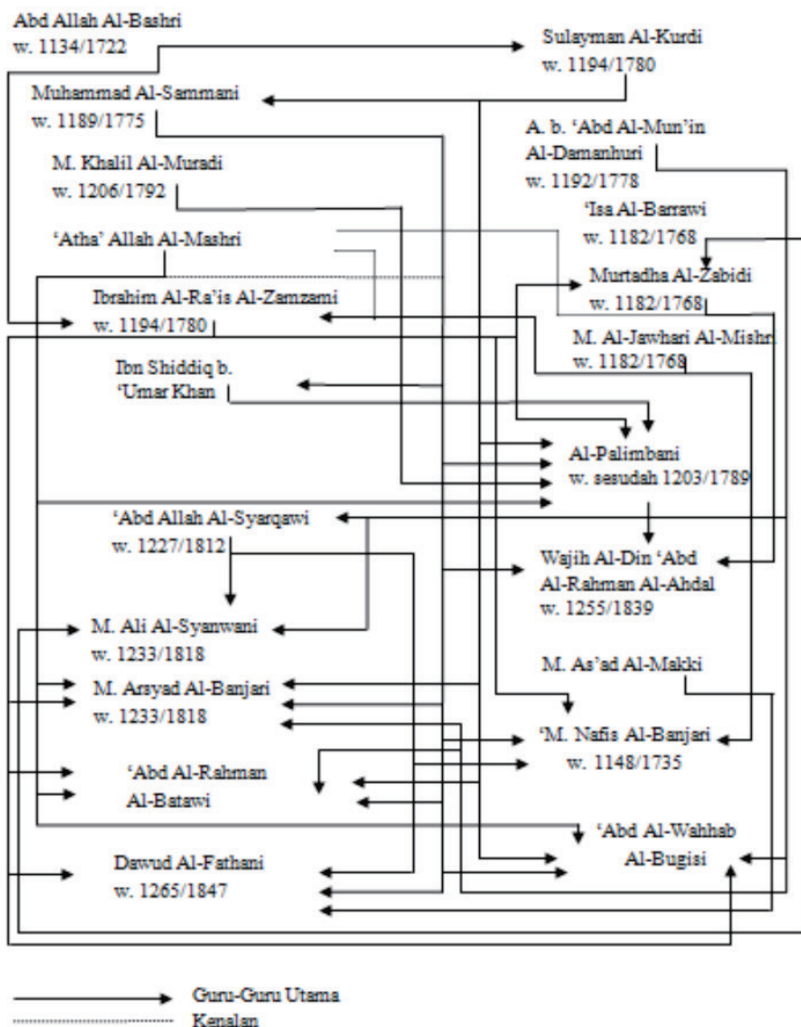 Abd Allah Al-Bashri
w. 1134/1722
Sulayman Al-Kurdi
w. 1194/1780
Muhammad Al-Sammani
w. 1189/1775
A. b. ‘Abd Al-Mun’in
Al-Damanhuri
w. 1192/1778
M. Khalil Al-Muradi
w. 1206/1792
‘Isa Al-Barrawi
w. 1182/1768
‘Atha’ Allah Al-Mashri
Murtadha Al-Zabidi
w. 1182/1768
Ibrahim Al-Ra’is Al-Zamzami
w. 1194/1780
M. Al-Jawhari Al-Mishri
w. 1182/1768
Ibn Shiddiq b.
‘Umar Khan
Al-Palimbani
w. sesudah 1203/1789
‘Abd Allah Al-Syarqawi
w. 1227/1812
Wajih Al-Din ‘Abd
Al-Rahman Al-Ahdal
w. 1255/1839
M. Ali Al-Syanwani
w. 1233/1818
M. As’ad Al-Makki
M. Arsyad Al-Banjari
w. 1233/1818
‘M. Nafis Al-Banjari
w. 1148/1735
‘Abd Al-Rahman
Al-Batawi
‘Abd Al-Wahhab
Al-Bugisi
Dawud Al-Fathani
w. 1265/1847
Guru-Guru Utama
Kenalan